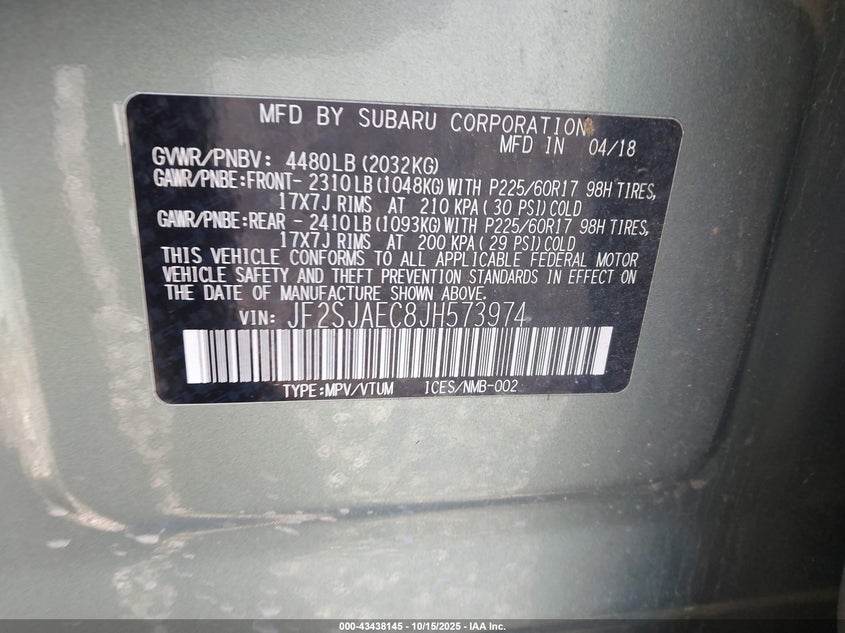 MFD BY SUBARU CORPORATION
MFD IN 04/18
GVWR/PNBV: 4480LB (2032KG)
GAWR/PNBE:FRONT- 2310LB (1048KG) WITH P225/60R17 98H TIRES,
17X7J RIMS AT 210 KPA ( 30 PSI) COLD
GAWR/PNBE:REAR - 2410LB (1093KG) WITH P225/60R17 98H TIRES,
17X7J RIMS AT 200 KPA ( 29 PSI) COLD
THIS VEHICLE CONFORMS TO ALL APPLICABLE FEDERAL MOTOR
VEHICLE SAFETY AND THEFT PREVENTION STANDARDS IN EFFECT ON
THE DATE OF MANUFACTURE SHOWN ABOVE.
VIN: JF2SJAEC8JH573974
TYPE:MPV/VTUM ICES/NMB-002
000-43438145 - 10/15/2025 - IAA Inc.